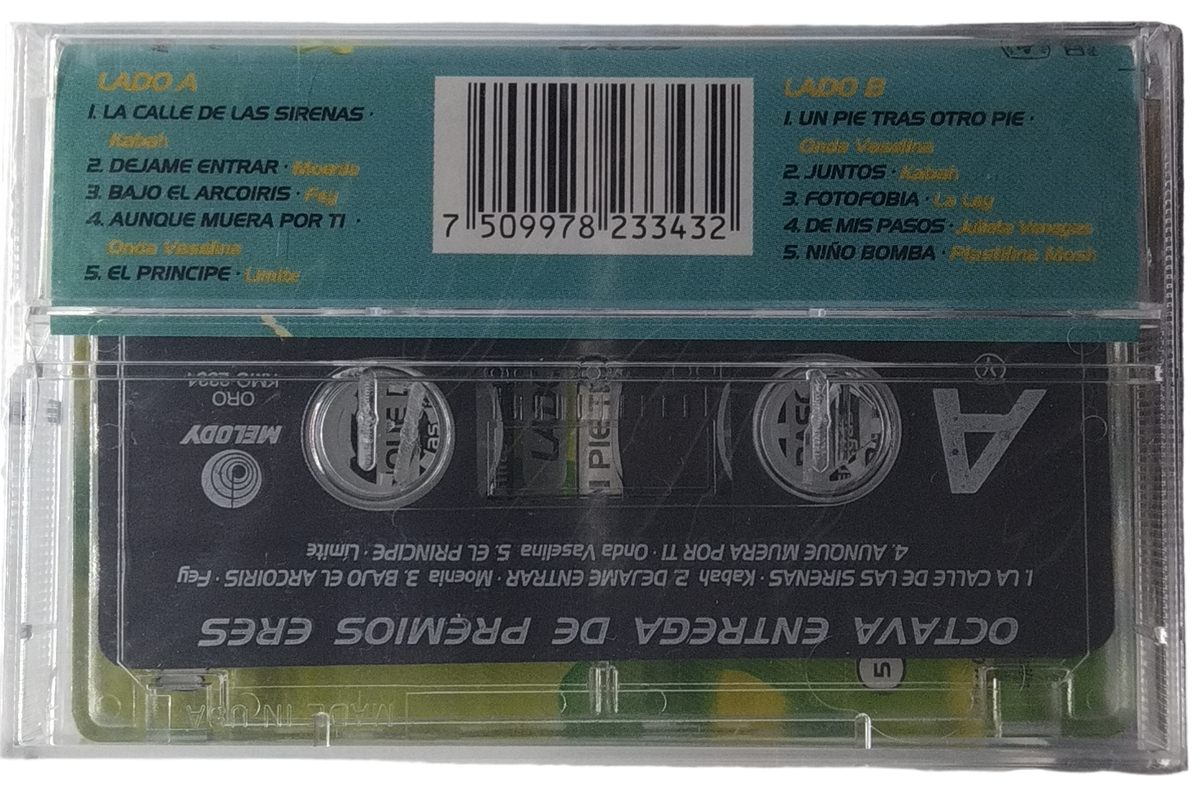 LADO A
1. LA CALLE DE LAS SIRENAS ·
Kabah
2. DEJAME ENTRAR · Moenia
3. BAJO EL ARCOIRIS · Fey
4. AUNQUE MUERA POR TI ·
Onda Vaselina
5. EL PRINCIPE · Limite
7 509978 233432
LADO B
1. UN PIE TRAS OTRO PIE ·
Onda Vaselina
2. JUNTOS · Kabah
3. FOTOFOBIA · La Ley
4. DE MIS PASOS · Julieta Venegas
5. NIÑO BOMBA · Plastilina Mosh
A
ORO
MELODY
LADO
PIE
OCTAVA ENTREGA DE PREMIOS ERES
1. LA CALLE DE LAS SIRENAS · Kabah 2. DEJAME ENTRAR · Moenia 3. BAJO EL ARCOIRIS · Fey
4. AUNQUE MUERA POR TI · Onda Vaselina 5. EL PRINCIPE · Limite
5
MADE IN USA